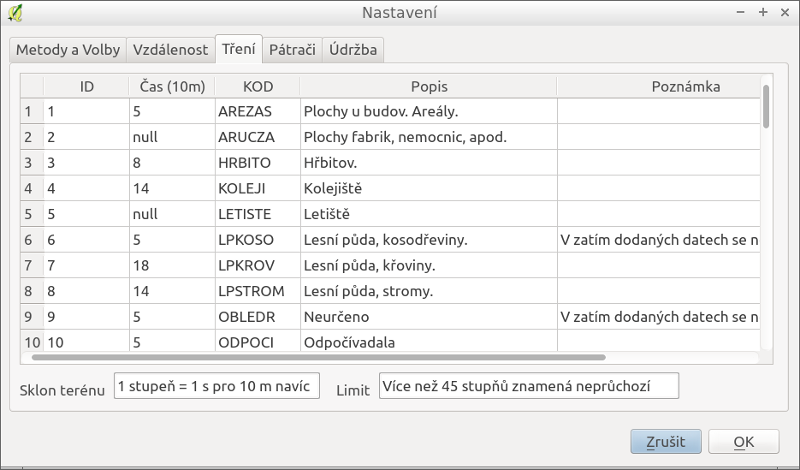 Nastavení
Metody a Volby Vzdálenost Tření Pátrači Údržba
ID Čas (10m) KOD Popis Poznámka
1 1 5 AREZAS Plochy u budov. Areály.
2 2 null ARUCZA Plochy fabrik, nemocnic, apod.
3 3 8 HRBITO Hřbitov.
4 4 14 KOLEJI Kolejiště
5 5 null LETISTE Letiště
6 6 5 LPKOSO Lesní půda, kosodřeviny. V zatím dodaných datech se n
7 7 18 LPKROV Lesní půda, křoviny.
8 8 14 LPSTROM Lesní půda, stromy.
9 9 5 OBLEDR Neurčeno V zatím dodaných datech se n
10 10 5 ODPOCI Odpočívadala
Sklon terénu 1 stupeň = 1 s pro 10 m navíc Limit Více než 45 stupňů znamená neprůchozí
Zrušit OK